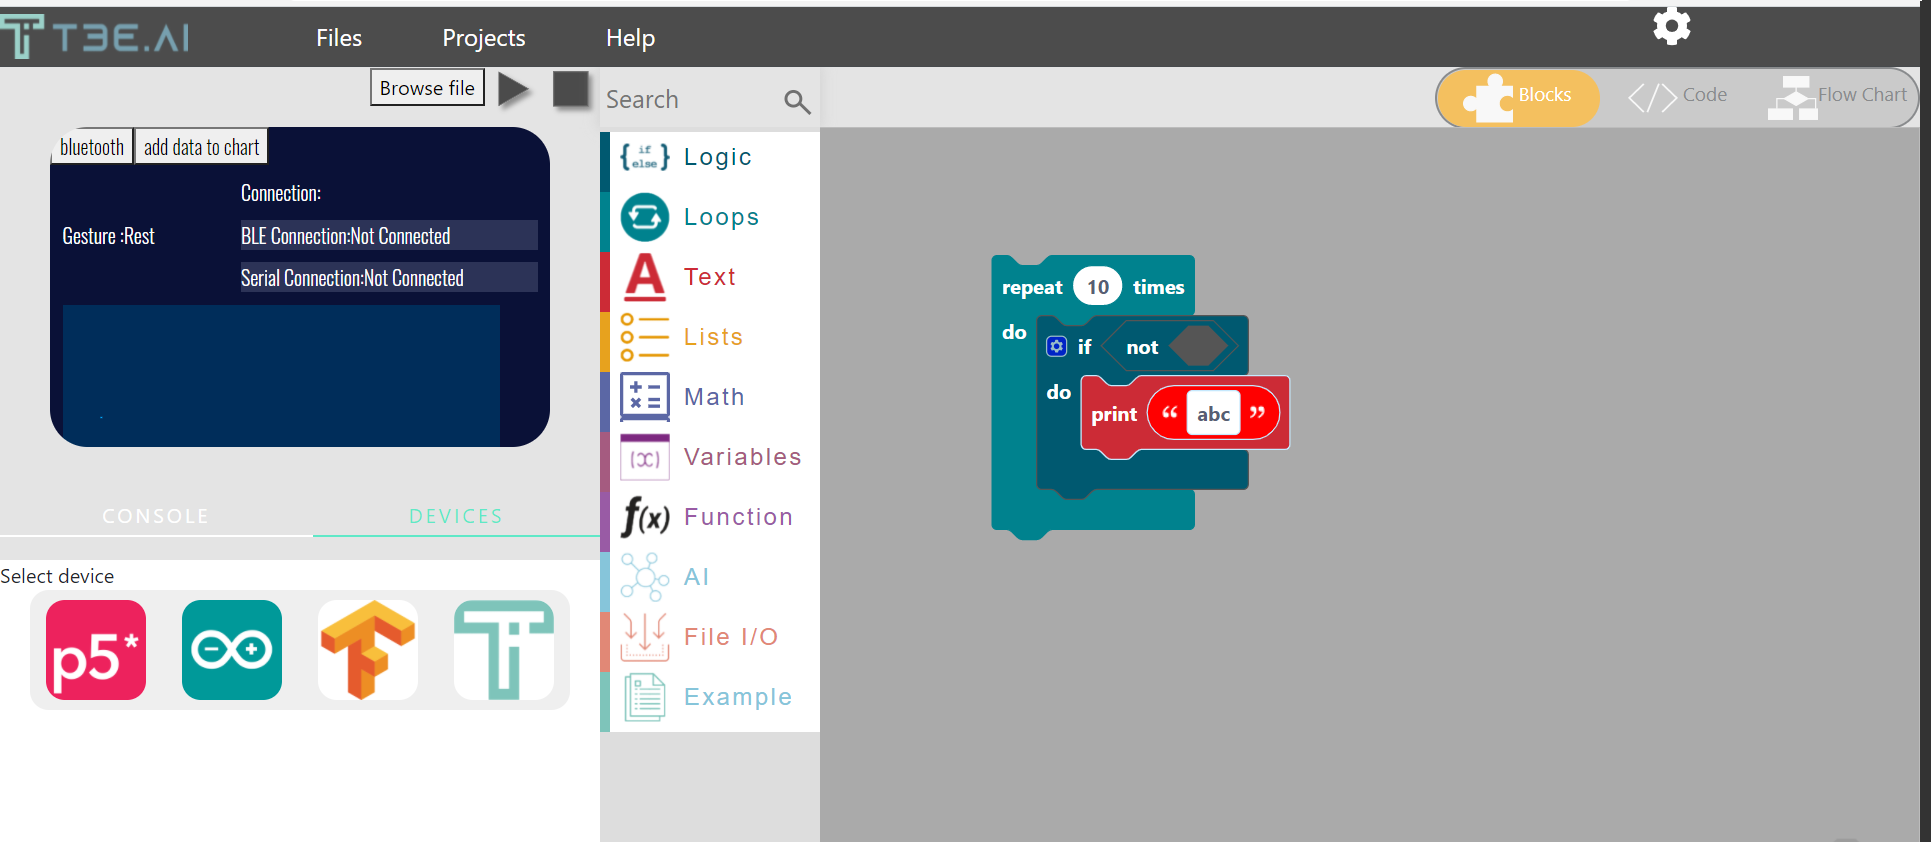 T3E.AI
Files Projects Help
Browse file
Search
Blocks
</> Code
Flow Chart
bluetooth add data to chart
Connection:
Gesture :Rest
BLE Connection:Not Connected
Serial Connection:Not Connected
CONSOLE DEVICES
Select device
p5*
{if else} Logic
Loops
A Text
Lists
Math
(x) Variables
f(x) Function
AI
File I/O
Example
repeat 10 times
do
if not
do
print “ abc ”